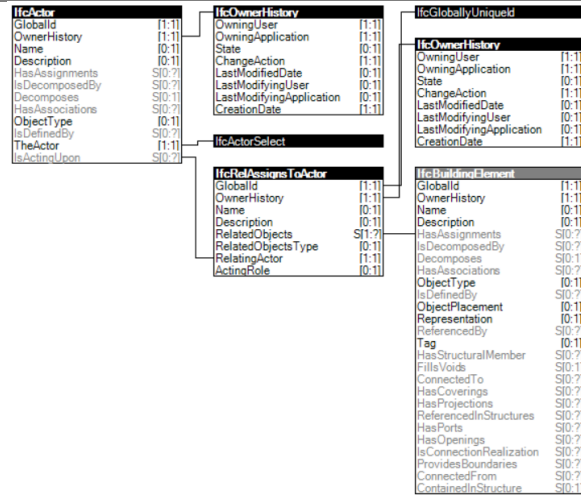 IfcActor
GlobalId [1:1]
OwnerHistory [1:1]
Name [0:1]
Description [0:1]
HasAssignments S[0:?]
IsDecomposedBy S[0:?]
Decomposes S[0:1]
HasAssociations S[0:?]
ObjectType [0:1]
IsDefinedBy S[0:?]
TheActor [1:1]
IsActingUpon S[0:?]
IfcOwnerHistory
OwningUser [1:1]
OwningApplication [1:1]
State [0:1]
ChangeAction [1:1]
LastModifiedDate [0:1]
LastModifyingUser [0:1]
LastModifyingApplication [0:1]
CreationDate [1:1]
IfcActorSelect
IfcRelAssignsToActor
GlobalId [1:1]
OwnerHistory [1:1]
Name [0:1]
Description [0:1]
RelatedObjects S[1:?]
RelatedObjectsType [0:1]
RelatingActor [1:1]
ActingRole [0:1]
IfcGloballyUniqueId
IfcOwnerHistory
OwningUser [1:1]
OwningApplication [1:1]
State [0:1]
ChangeAction [1:1]
LastModifiedDate [0:1]
LastModifyingUser [0:1]
LastModifyingApplication [0:1]
CreationDate [1:1]
IfcBuildingElement
GlobalId [1:1]
OwnerHistory [1:1]
Name [0:1]
Description [0:1]
HasAssignments S[0:?
IsDecomposedBy S[0:?
Decomposes S[0:1
HasAssociations S[0:?
ObjectType [0:1]
IsDefinedBy S[0:?
ObjectPlacement [0:1]
Representation [0:1]
ReferencedBy S[0:?
Tag [0:1]
HasStructuralMember S[0:?
FillsVoids S[0:1
ConnectedTo S[0:?
HasCoverings S[0:?
HasProjections S[0:?
ReferencedInStructures S[0:?
HasPorts S[0:?
HasOpenings S[0:?
IsConnectionRealization S[0:?
ProvidesBoundaries S[0:?
ConnectedFrom S[0:?
ContainedInStructure S[0:1